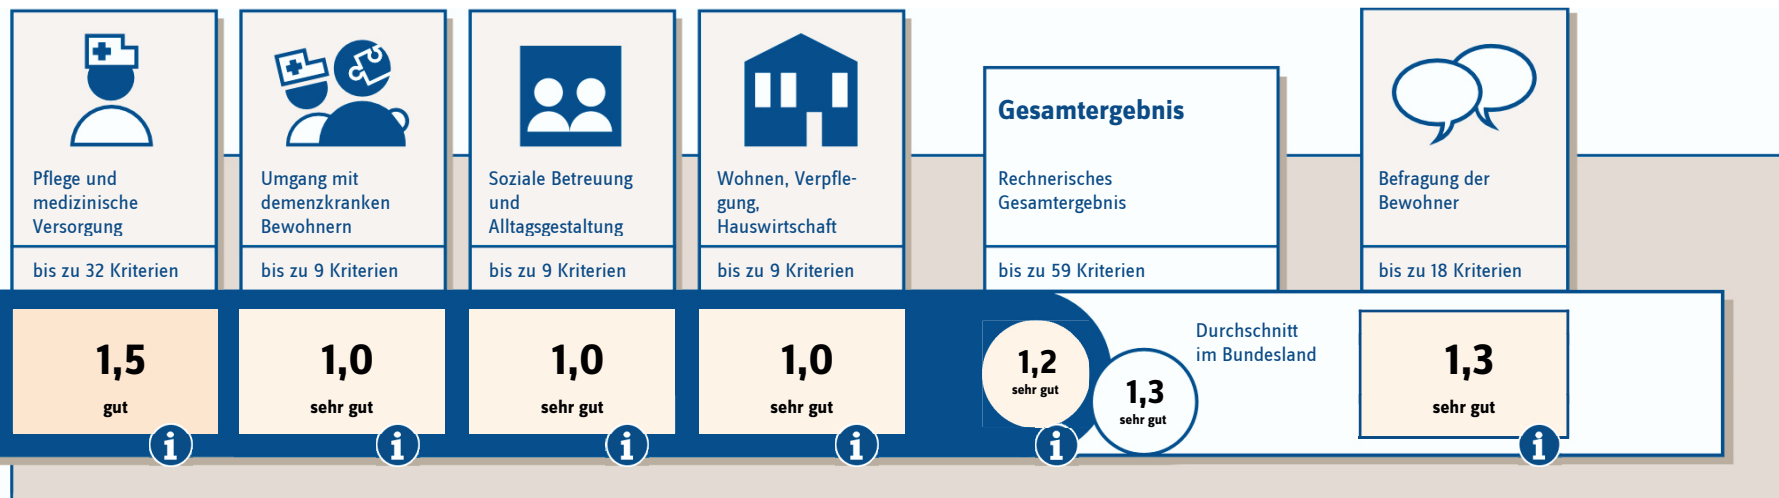 Pflege und
medizinische
Versorgung
bis zu 32 Kriterien
1,5
gut
Umgang mit
demenzkranken
Bewohnern
bis zu 9 Kriterien
1,0
sehr gut
Soziale Betreuung
und
Alltagsgestaltung
bis zu 9 Kriterien
1,0
sehr gut
Wohnen, Verpfle-
gung,
Hauswirtschaft
bis zu 9 Kriterien
1,0
sehr gut
Gesamtergebnis
Rechnerisches
Gesamtergebnis
bis zu 59 Kriterien
1,2
sehr gut
1,3
sehr gut
Durchschnitt
im Bundesland
Befragung der
Bewohner
bis zu 18 Kriterien
1,3
sehr gut